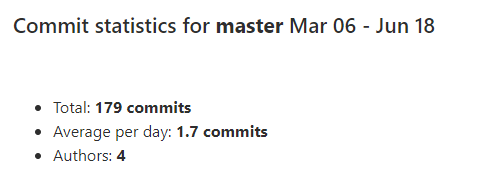 Commit statistics for master Mar 06 - Jun 18
Total: 179 commits
Average per day: 1.7 commits
Authors: 4